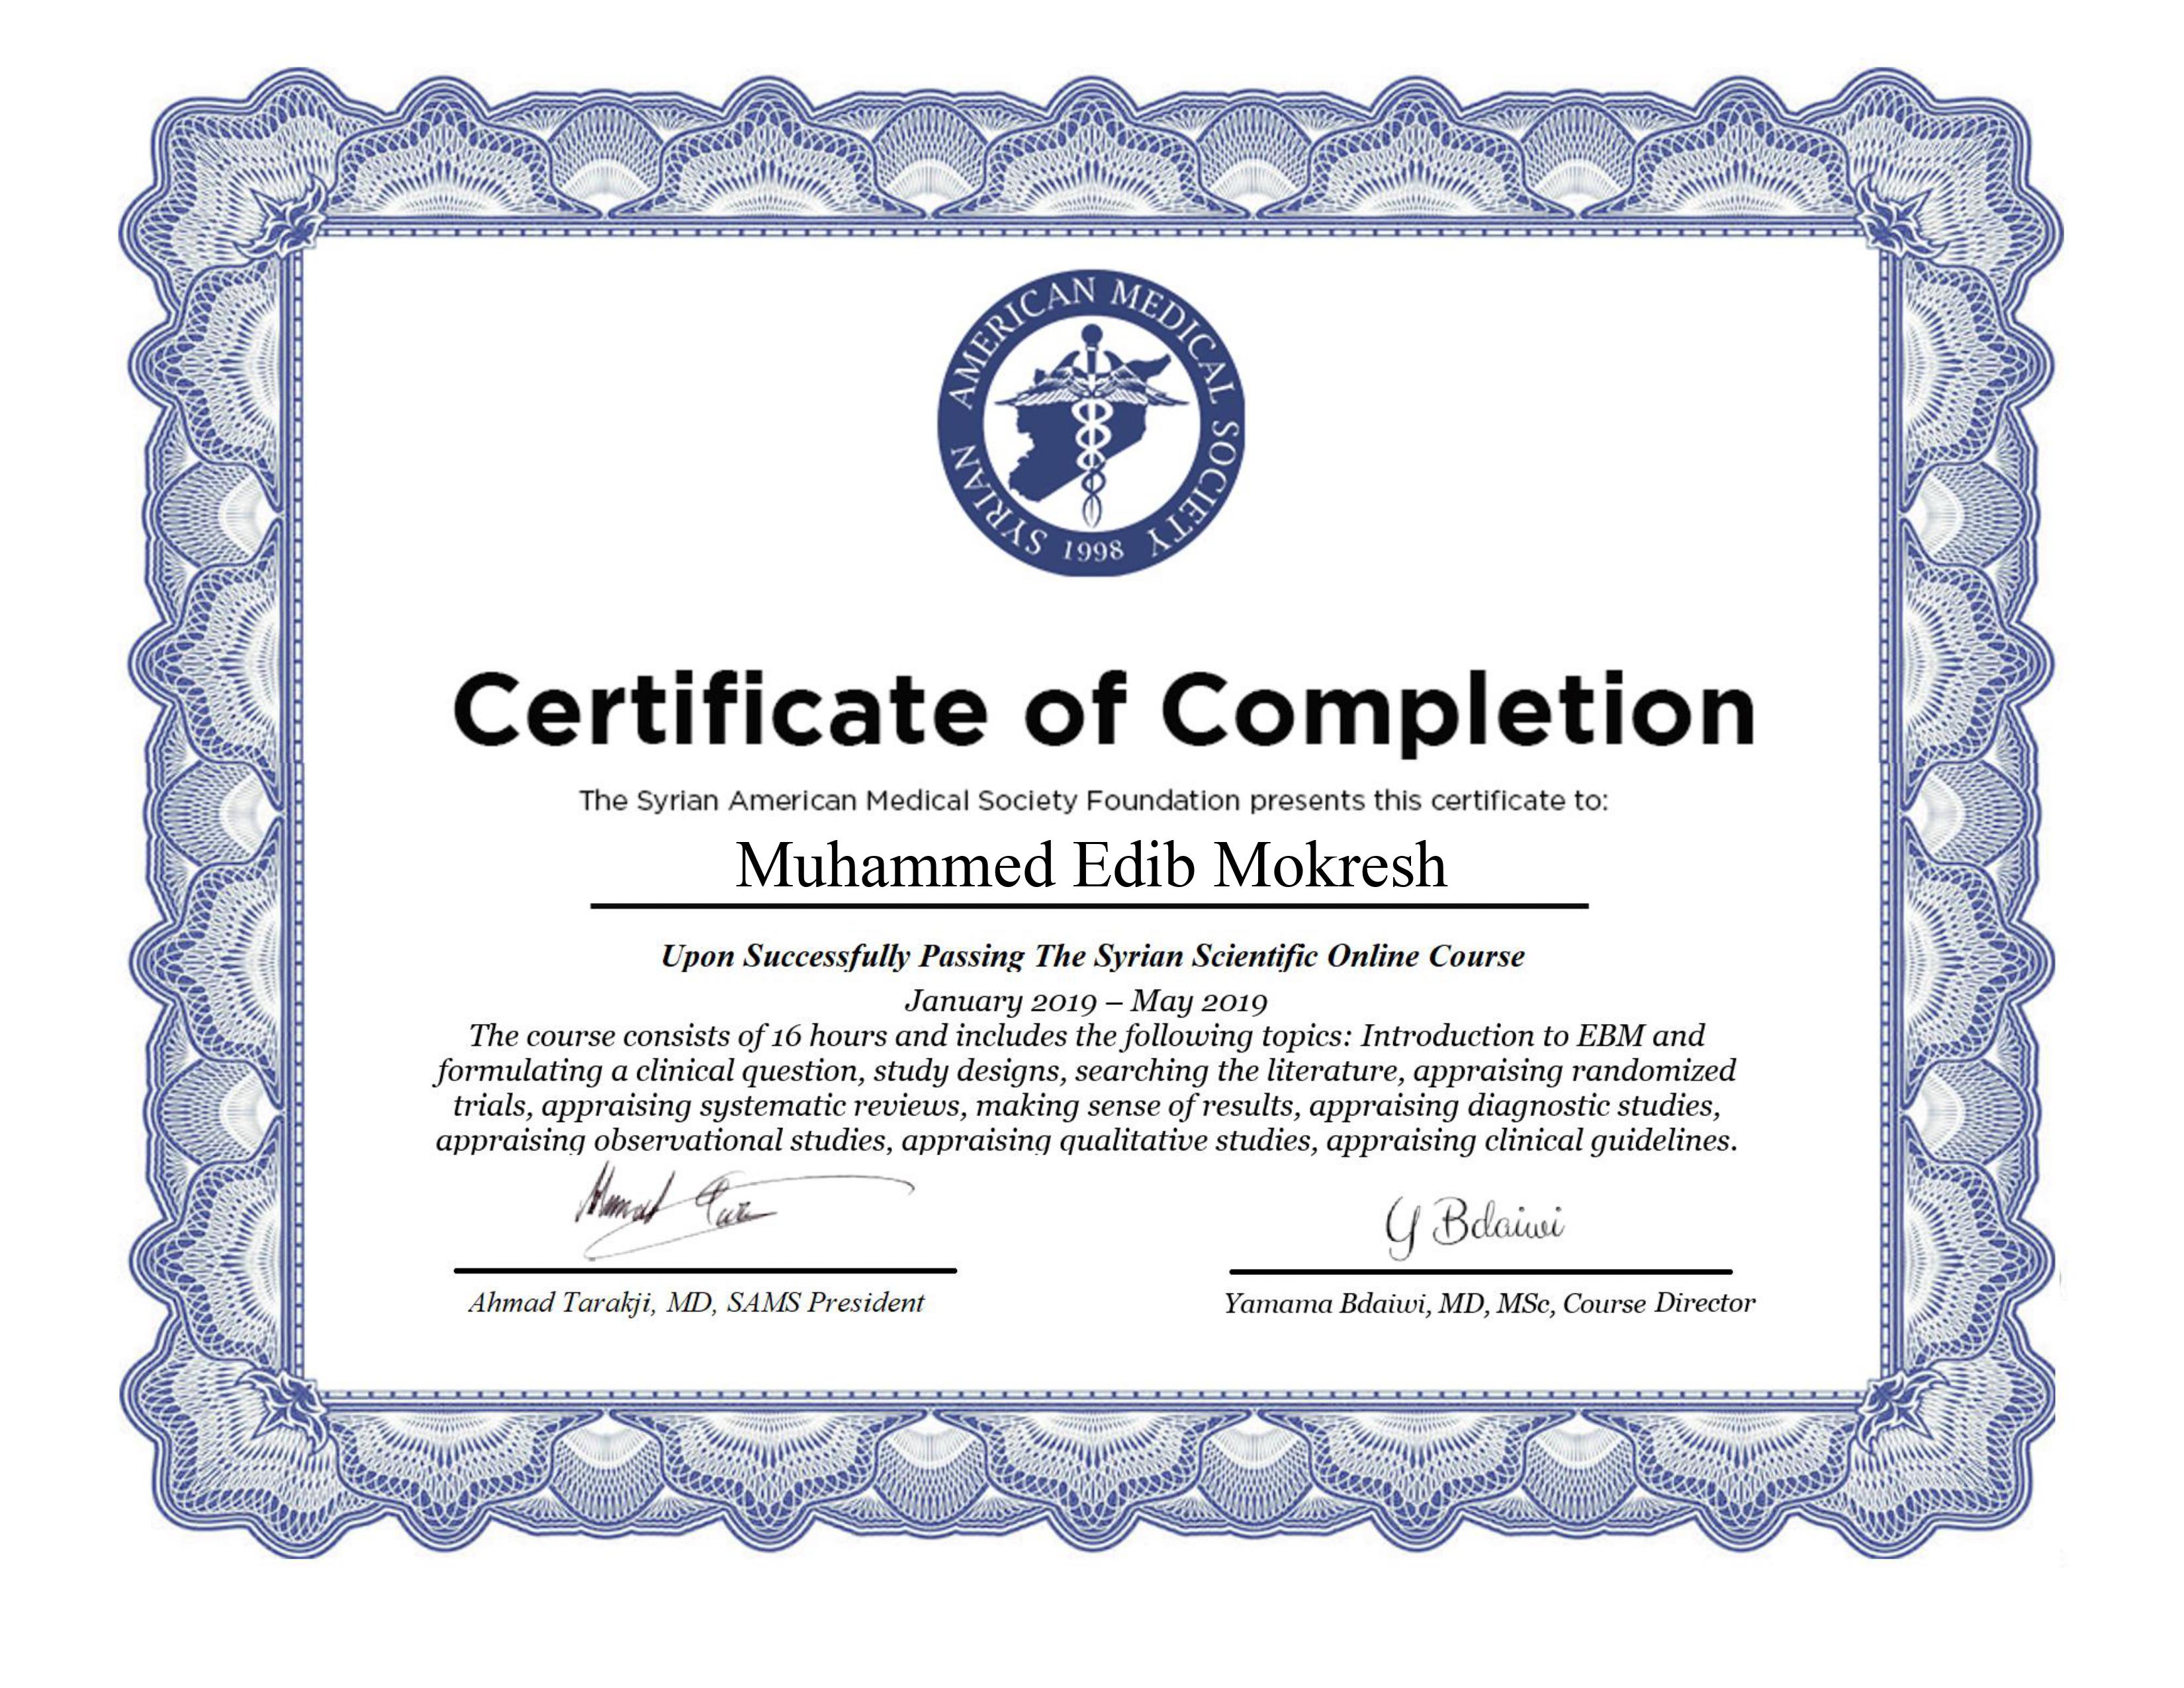 SYRIAN AMERICAN MEDICAL SOCIETY
1998
Certificate of Completion
The Syrian American Medical Society Foundation presents this certificate to:
Muhammed Edib Mokresh
Upon Successfully Passing The Syrian Scientific Online Course
January 2019 – May 2019
The course consists of 16 hours and includes the following topics: Introduction to EBM and
formulating a clinical question, study designs, searching the literature, appraising randomized
trials, appraising systematic reviews, making sense of results, appraising diagnostic studies,
appraising observational studies, appraising qualitative studies, appraising clinical guidelines.
Y Bdaiwi
Ahmad Tarakji, MD, SAMS President
Yamama Bdaiwi, MD, MSc, Course Director